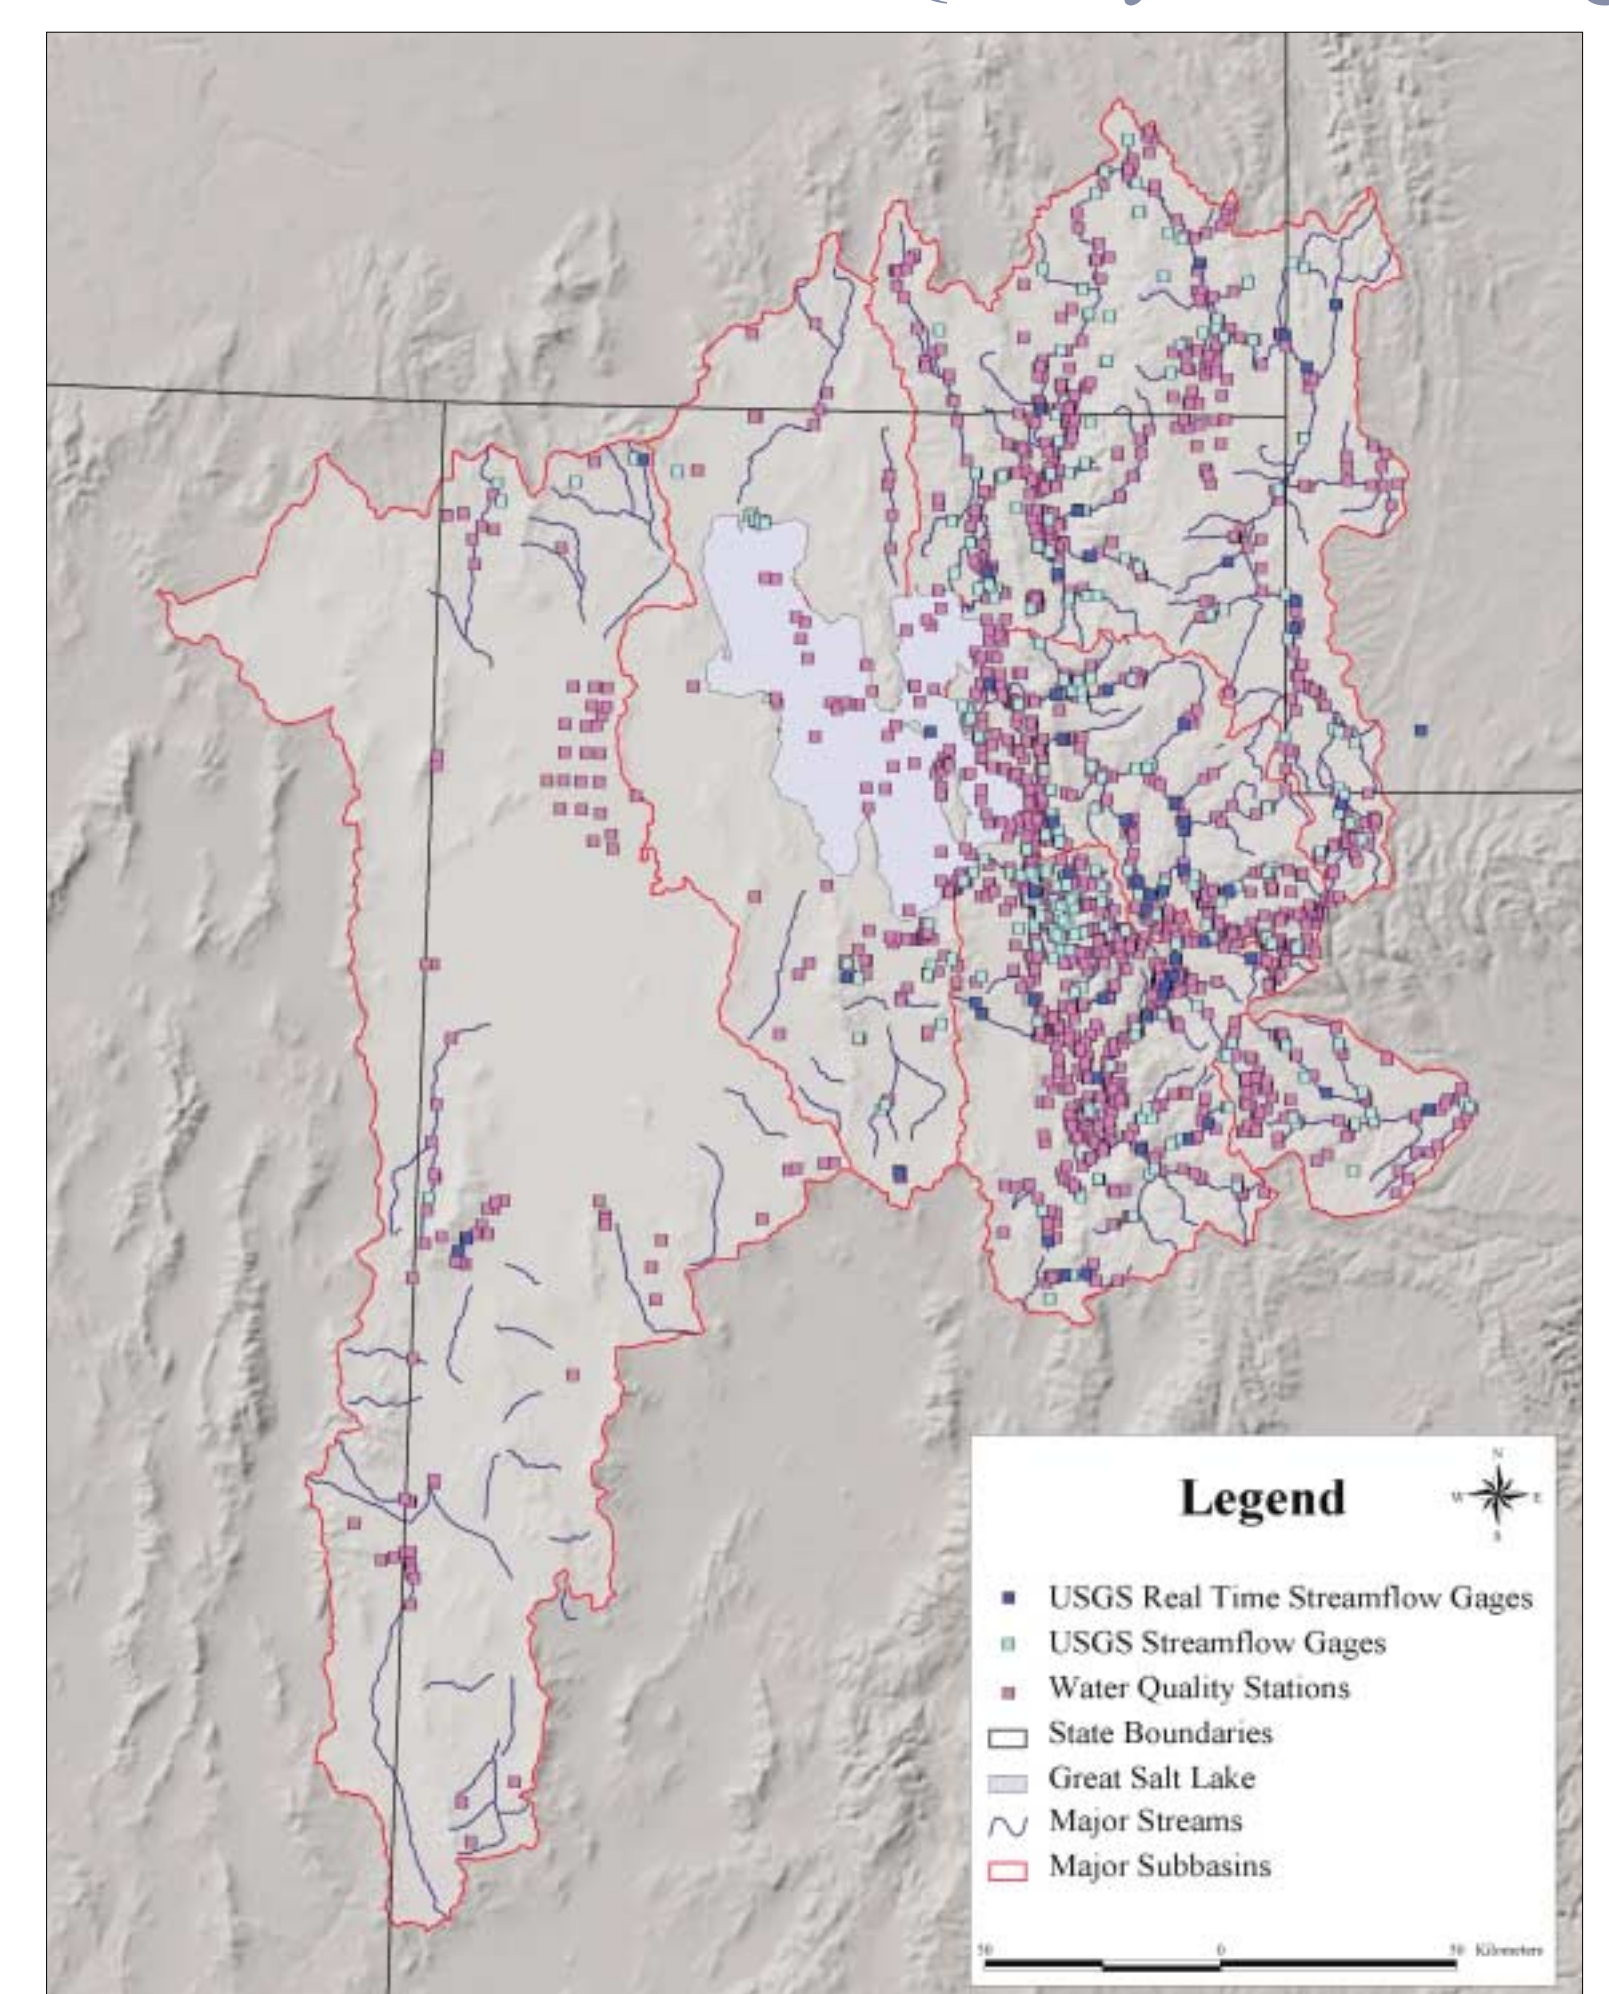 N
W E
S
Legend
USGS Real Time Streamflow Gages
USGS Streamflow Gages
Water Quality Stations
State Boundaries
Great Salt Lake
Major Streams
Major Subbasins
50 0 50 Kilometers